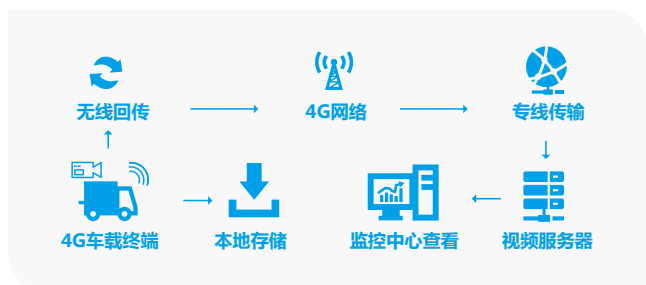 无线回传
4G网络
专线传输
4G车载终端
本地存储
监控中心查看
视频服务器